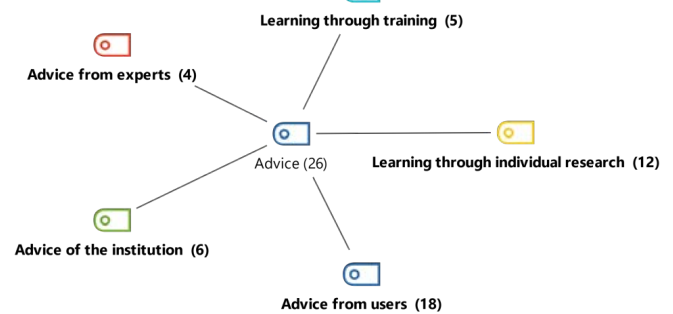 Learning through training (5)
Advice from experts (4)
Advice (26)
Learning through individual research (12)
Advice of the institution (6)
Advice from users (18)